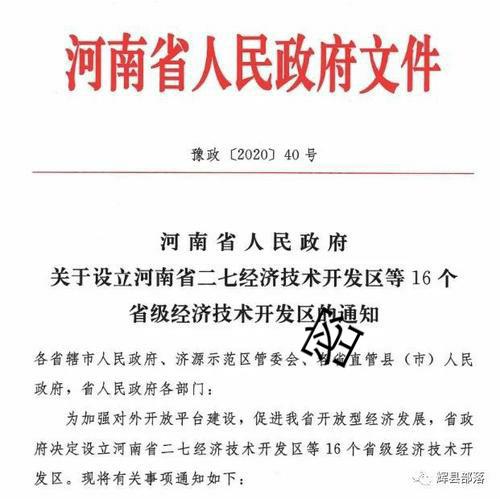 河南省人民政府文件
豫政〔2020〕40号
河南省人民政府
关于设立河南省二七经济技术开发区等16个
省级经济技术开发区的通知
密
各省辖市人民政府、济源示范区管委会、各省直管县（市）人民
政府，省人民政府各部门：
为加强对外开放平台建设，促进我省开放型经济发展，省政
府决定设立河南省二七经济技术开发区等16个省级经济技术开
发区。现将有关事项通知如下：
辉县部落